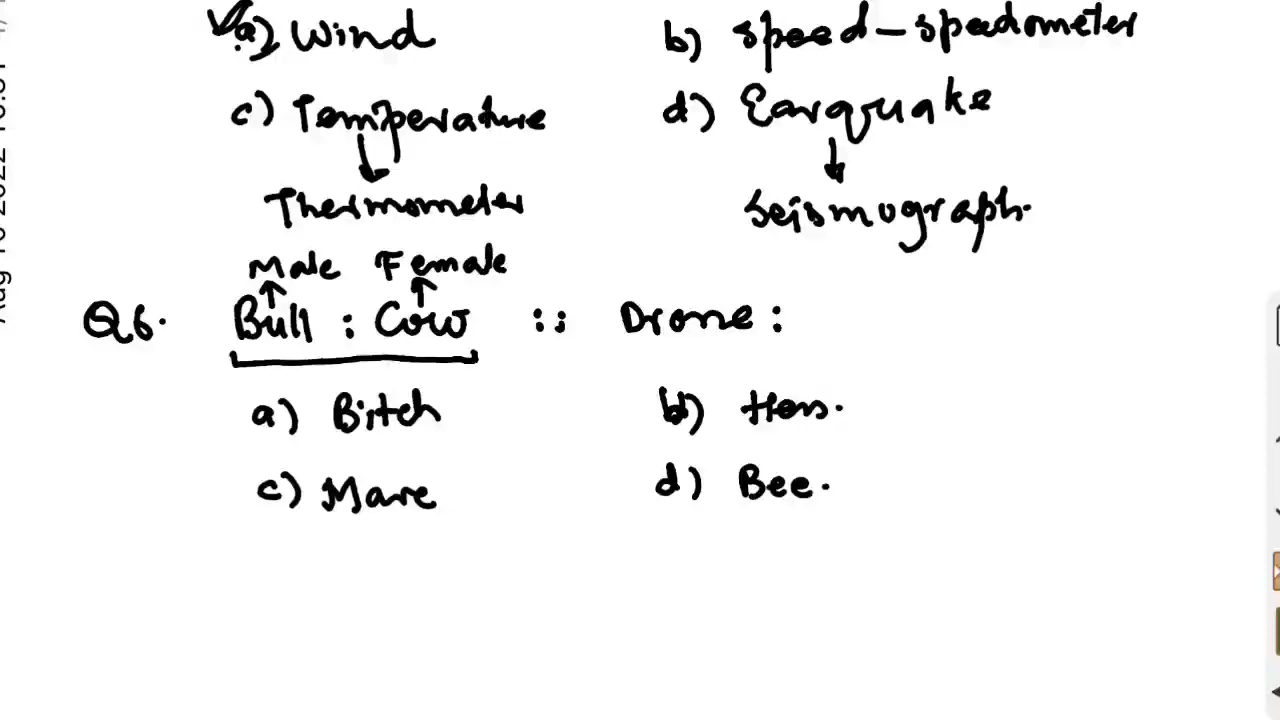 a) Wind b) speed - speedometer
c) Temperature d) Earquake
Thermometer seismograph.
Male Female
Q6. Bull : Cow :: Drone :
a) Bitch b) Hen.
c) Mare d) Bee.